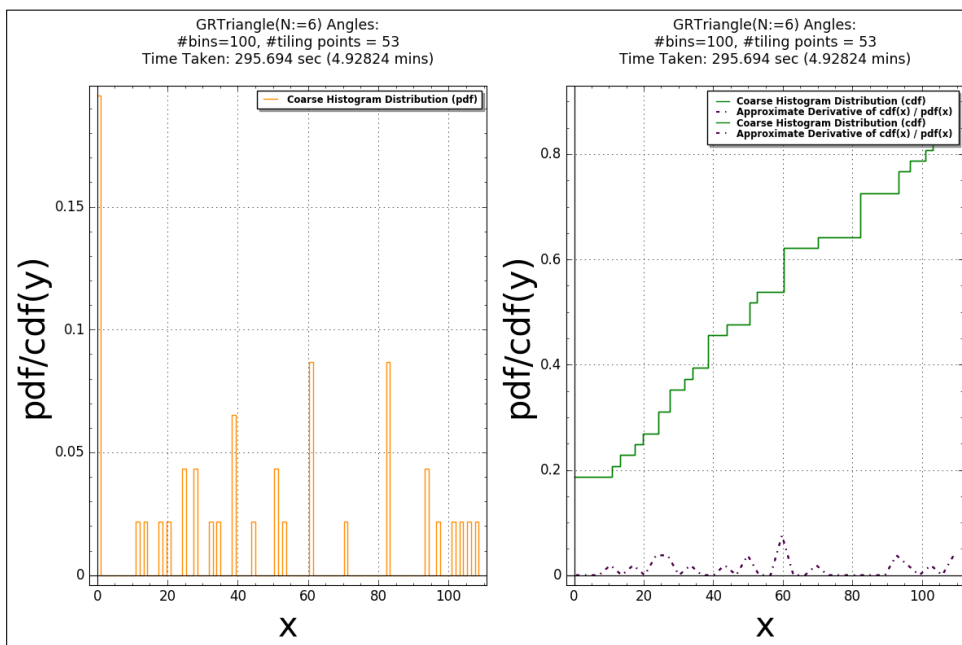 GRTriangle(N:=6) Angles:
#bins=100, #tiling points = 53
Time Taken: 295.694 sec (4.92824 mins)
Coarse Histogram Distribution (pdf)
pdf/cdf(y)
0.15
0.1
0.05
0
0
20
40
60
80
100
x
GRTriangle(N:=6) Angles:
#bins=100, #tiling points = 53
Time Taken: 295.694 sec (4.92824 mins)
Coarse Histogram Distribution (cdf)
Approximate Derivative of cdf(x) / pdf(x)
Coarse Histogram Distribution (cdf)
Approximate Derivative of cdf(x) / pdf(x)
pdf/cdf(y)
0.8
0.6
0.4
0.2
0
0
20
40
60
80
100
x